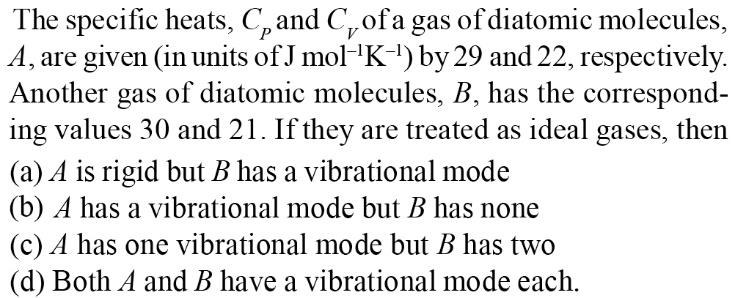 The specific heats, C_p and C_v of a gas of diatomic molecules,
A, are given (in units of J mol⁻¹K⁻¹) by 29 and 22, respectively.
Another gas of diatomic molecules, B, has the correspond-
ing values 30 and 21. If they are treated as ideal gases, then
(a) A is rigid but B has a vibrational mode
(b) A has a vibrational mode but B has none
(c) A has one vibrational mode but B has two
(d) Both A and B have a vibrational mode each.